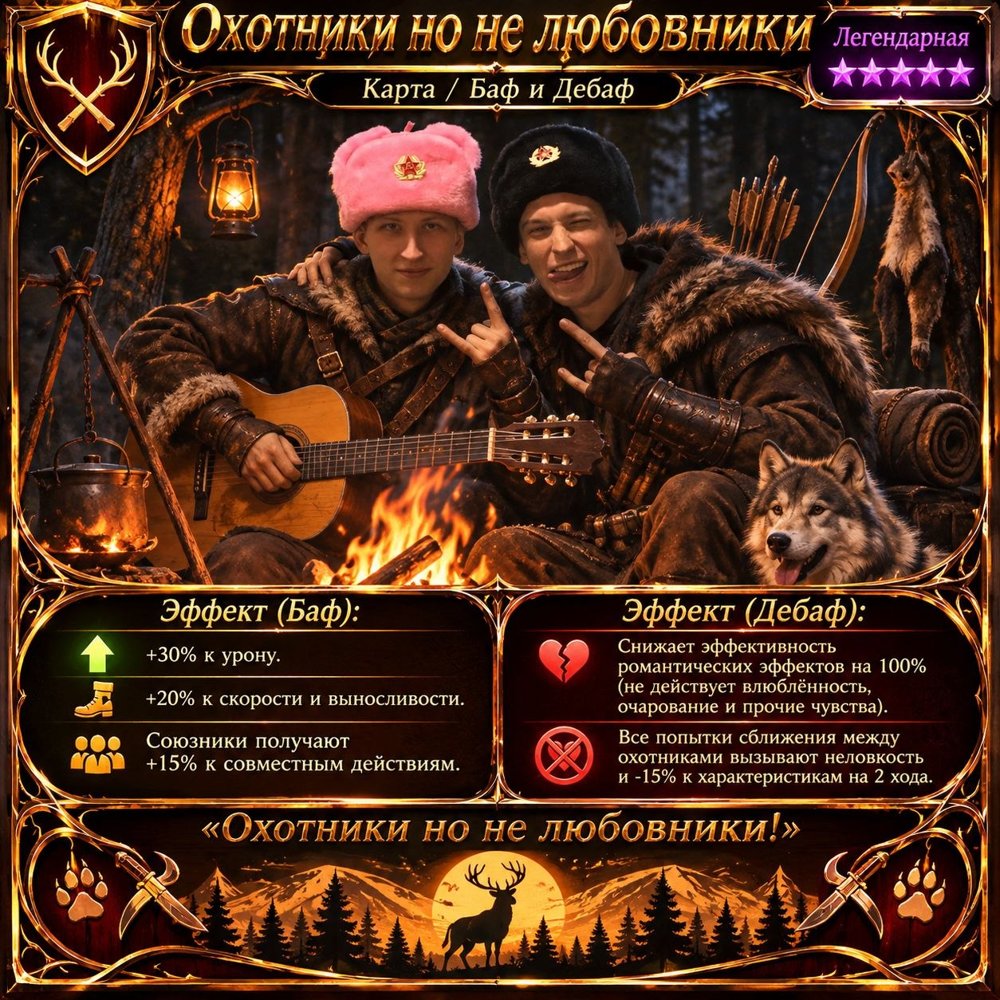 Охотники но не любовники
Легендарная
Карта / Баф и Дебаф
Эффект (Баф):
+30% к урону.
+20% к скорости и выносливости.
Союзники получают
+15% к совместным действиям.
Эффект (Дебаф):
Снижает эффективность
романтических эффектов на 100%
(не действует влюблённость,
очарование и прочие чувства).
Все попытки сближения между
охотниками вызывают неловкость
и -15% к характеристикам на 2 хода.
«Охотники но не любовники!»